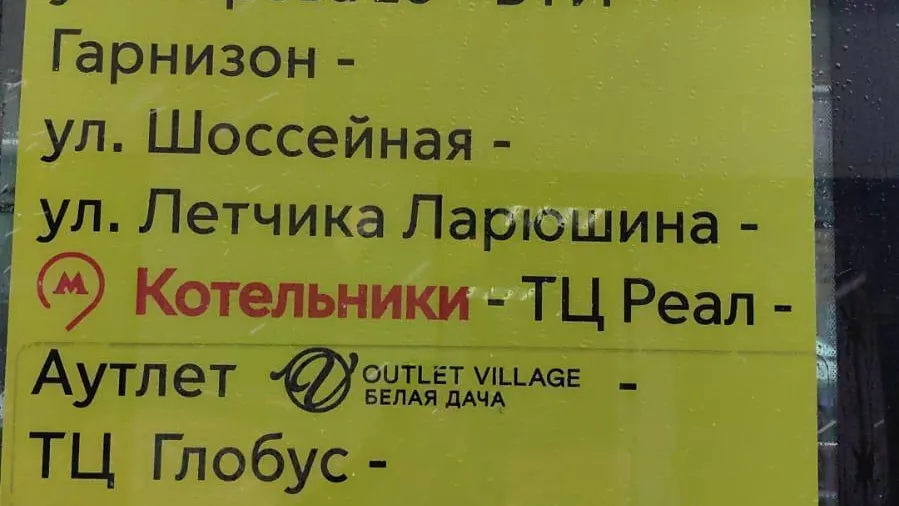 Гарнизон -
ул. Шоссейная -
ул. Летчика Ларюшина -
М Котельники - ТЦ Реал -
Аутлет OUTLET VILLAGE БЕЛАЯ ДАЧА -
ТЦ Глобус -